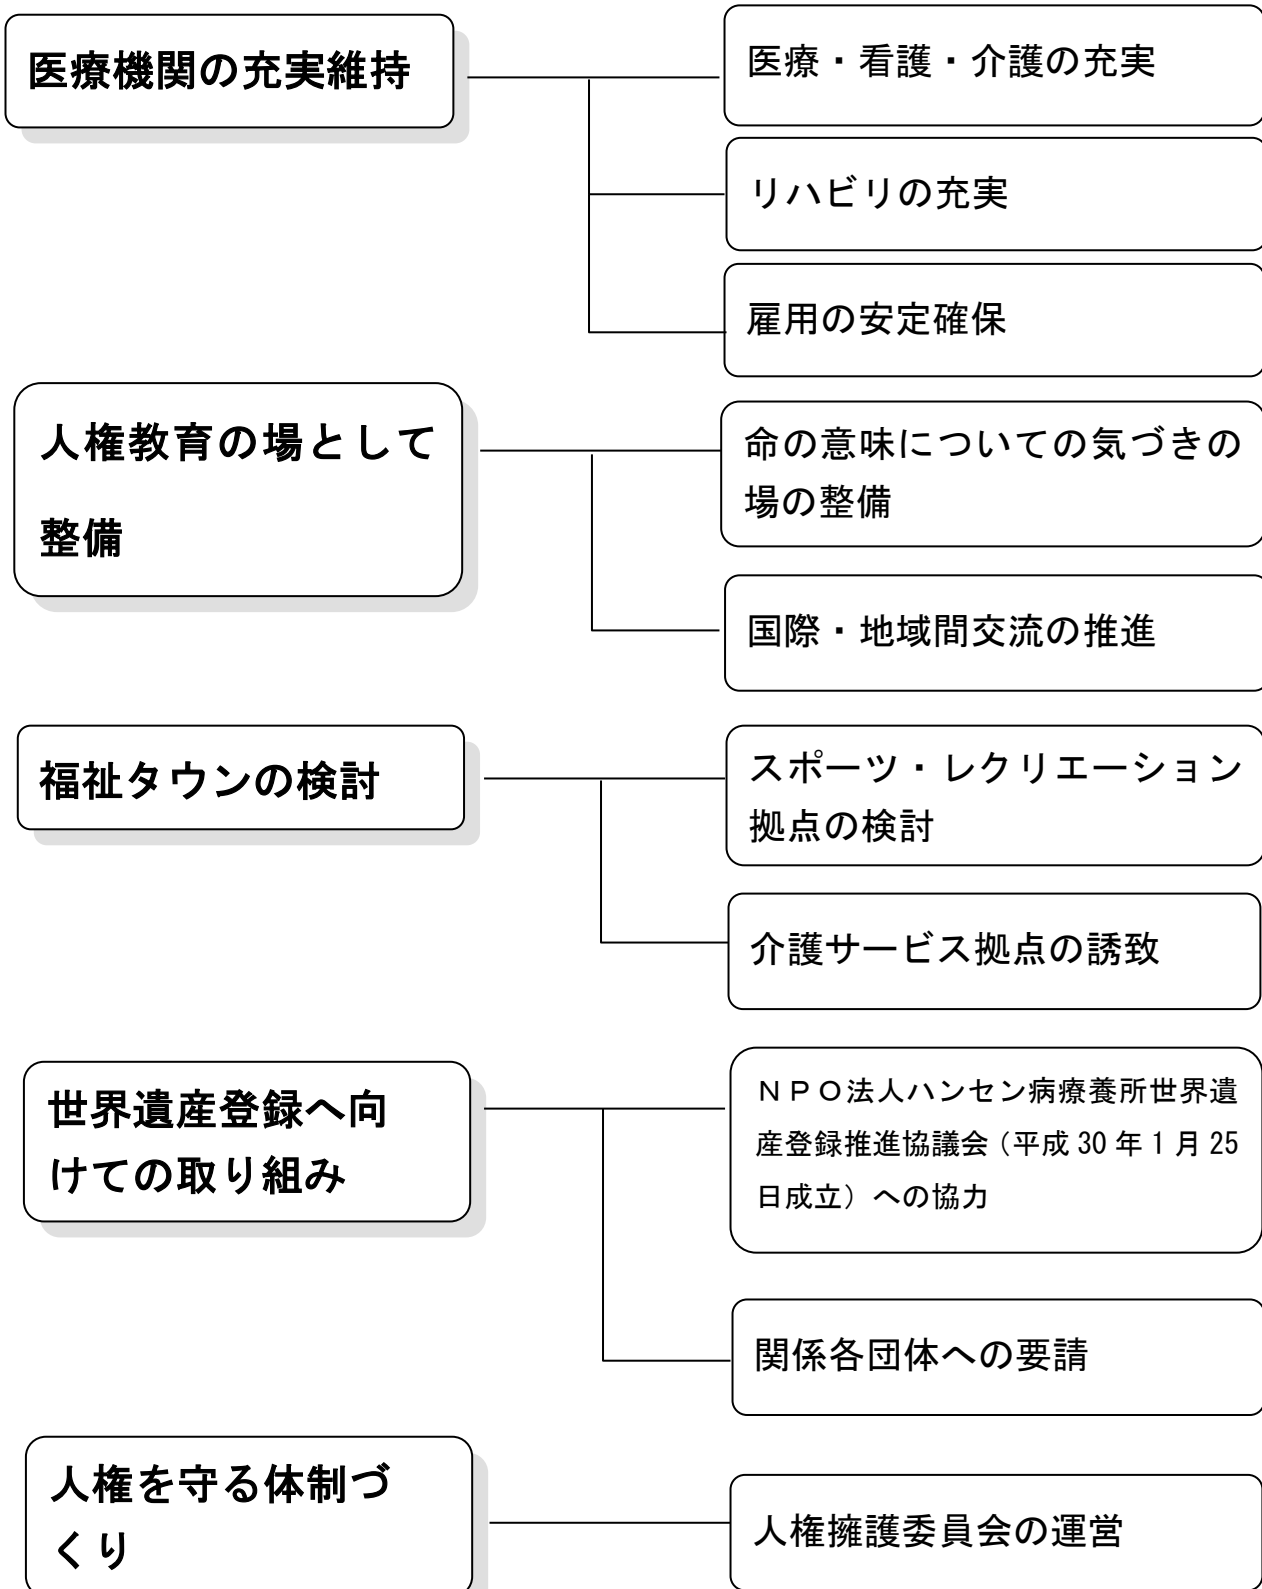 医療機関の充実維持
医療・看護・介護の充実
リハビリの充実
雇用の安定確保
人権教育の場として
整備
命の意味についての気づきの
場の整備
国際・地域間交流の推進
福祉タウンの検討
スポーツ・レクリエーション
拠点の検討
介護サービス拠点の誘致
世界遺産登録へ向
けての取り組み
ＮＰＯ法人ハンセン病療養所世界遺
産登録推進協議会（平成 30 年 1 月 25
日成立）への協力
関係各団体への要請
人権を守る体制づ
くり
人権擁護委員会の運営